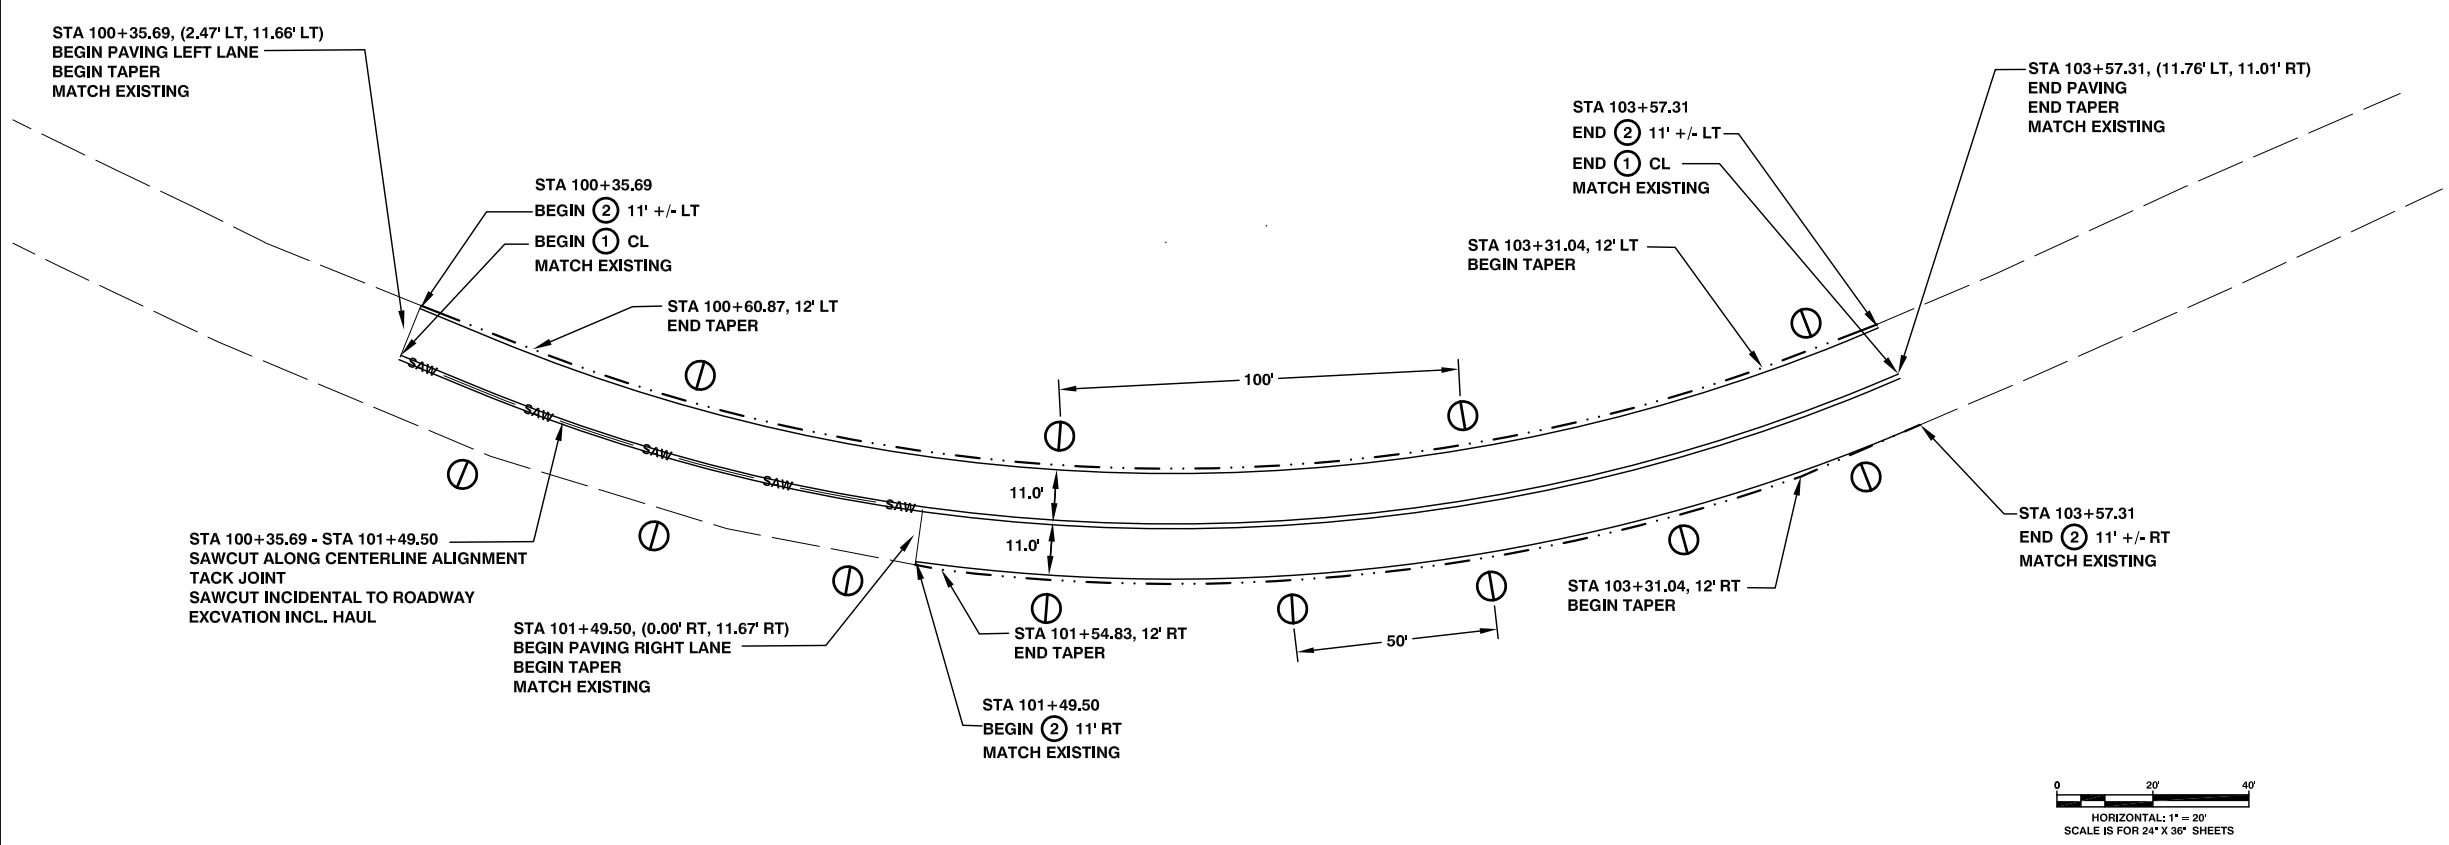 STA 100+35.69, (2.47' LT, 11.66' LT)
BEGIN PAVING LEFT LANE
BEGIN TAPER
MATCH EXISTING
STA 103+57.31, (11.76' LT, 11.01' RT)
END PAVING
END TAPER
MATCH EXISTING
STA 103+57.31
END 2 11' +/- LT
END 1 CL
MATCH EXISTING
STA 100+35.69
BEGIN 2 11' +/- LT
BEGIN 1 CL
MATCH EXISTING
STA 103+31.04, 12' LT
BEGIN TAPER
STA 100+60.87, 12' LT
END TAPER
100'
SAW
SAW
SAW
SAW
SAW
11.0'
11.0'
STA 100+35.69 - STA 101+49.50
SAWCUT ALONG CENTERLINE ALIGNMENT
TACK JOINT
SAWCUT INCIDENTAL TO ROADWAY
EXCVATION INCL. HAUL
STA 103+57.31
END 2 11' +/- RT
MATCH EXISTING
STA 103+31.04, 12' RT
BEGIN TAPER
STA 101+49.50, (0.00' RT, 11.67' RT)
BEGIN PAVING RIGHT LANE
BEGIN TAPER
MATCH EXISTING
STA 101+54.83, 12' RT
END TAPER
50'
STA 101+49.50
BEGIN 2 11' RT
MATCH EXISTING
0 20' 40'
HORIZONTAL: 1" = 20'
SCALE IS FOR 24" X 36" SHEETS